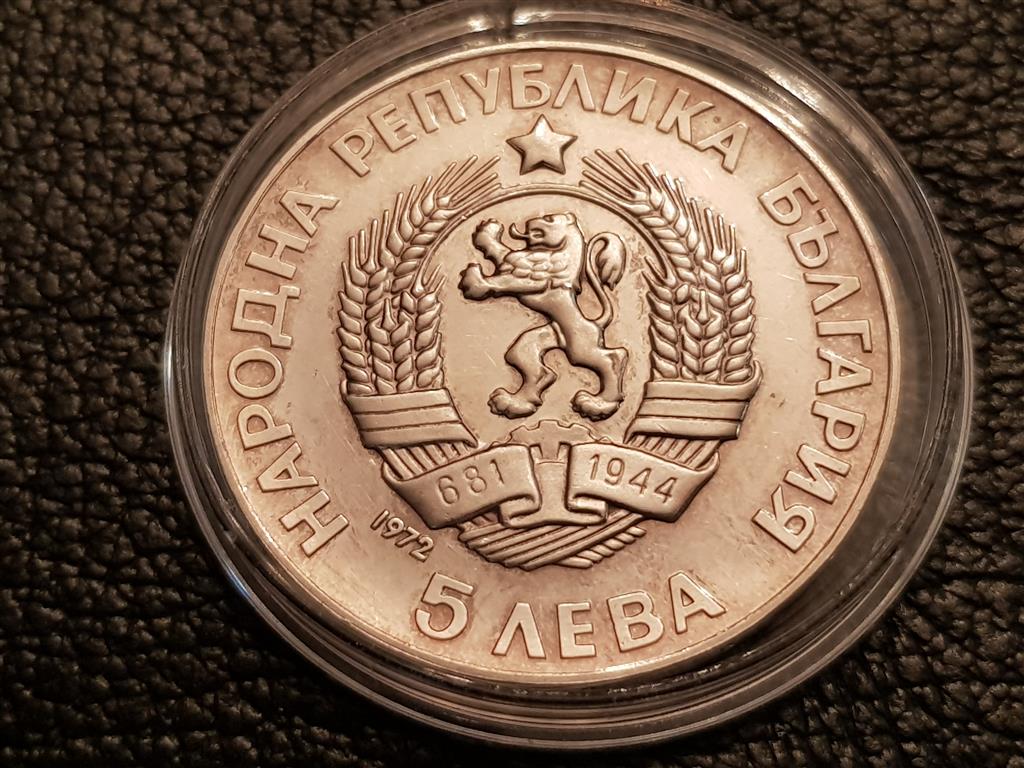 НАРОДНА РЕПУБЛИКА БЪЛГАРИЯ
681 1944
1972
5 ЛЕВА